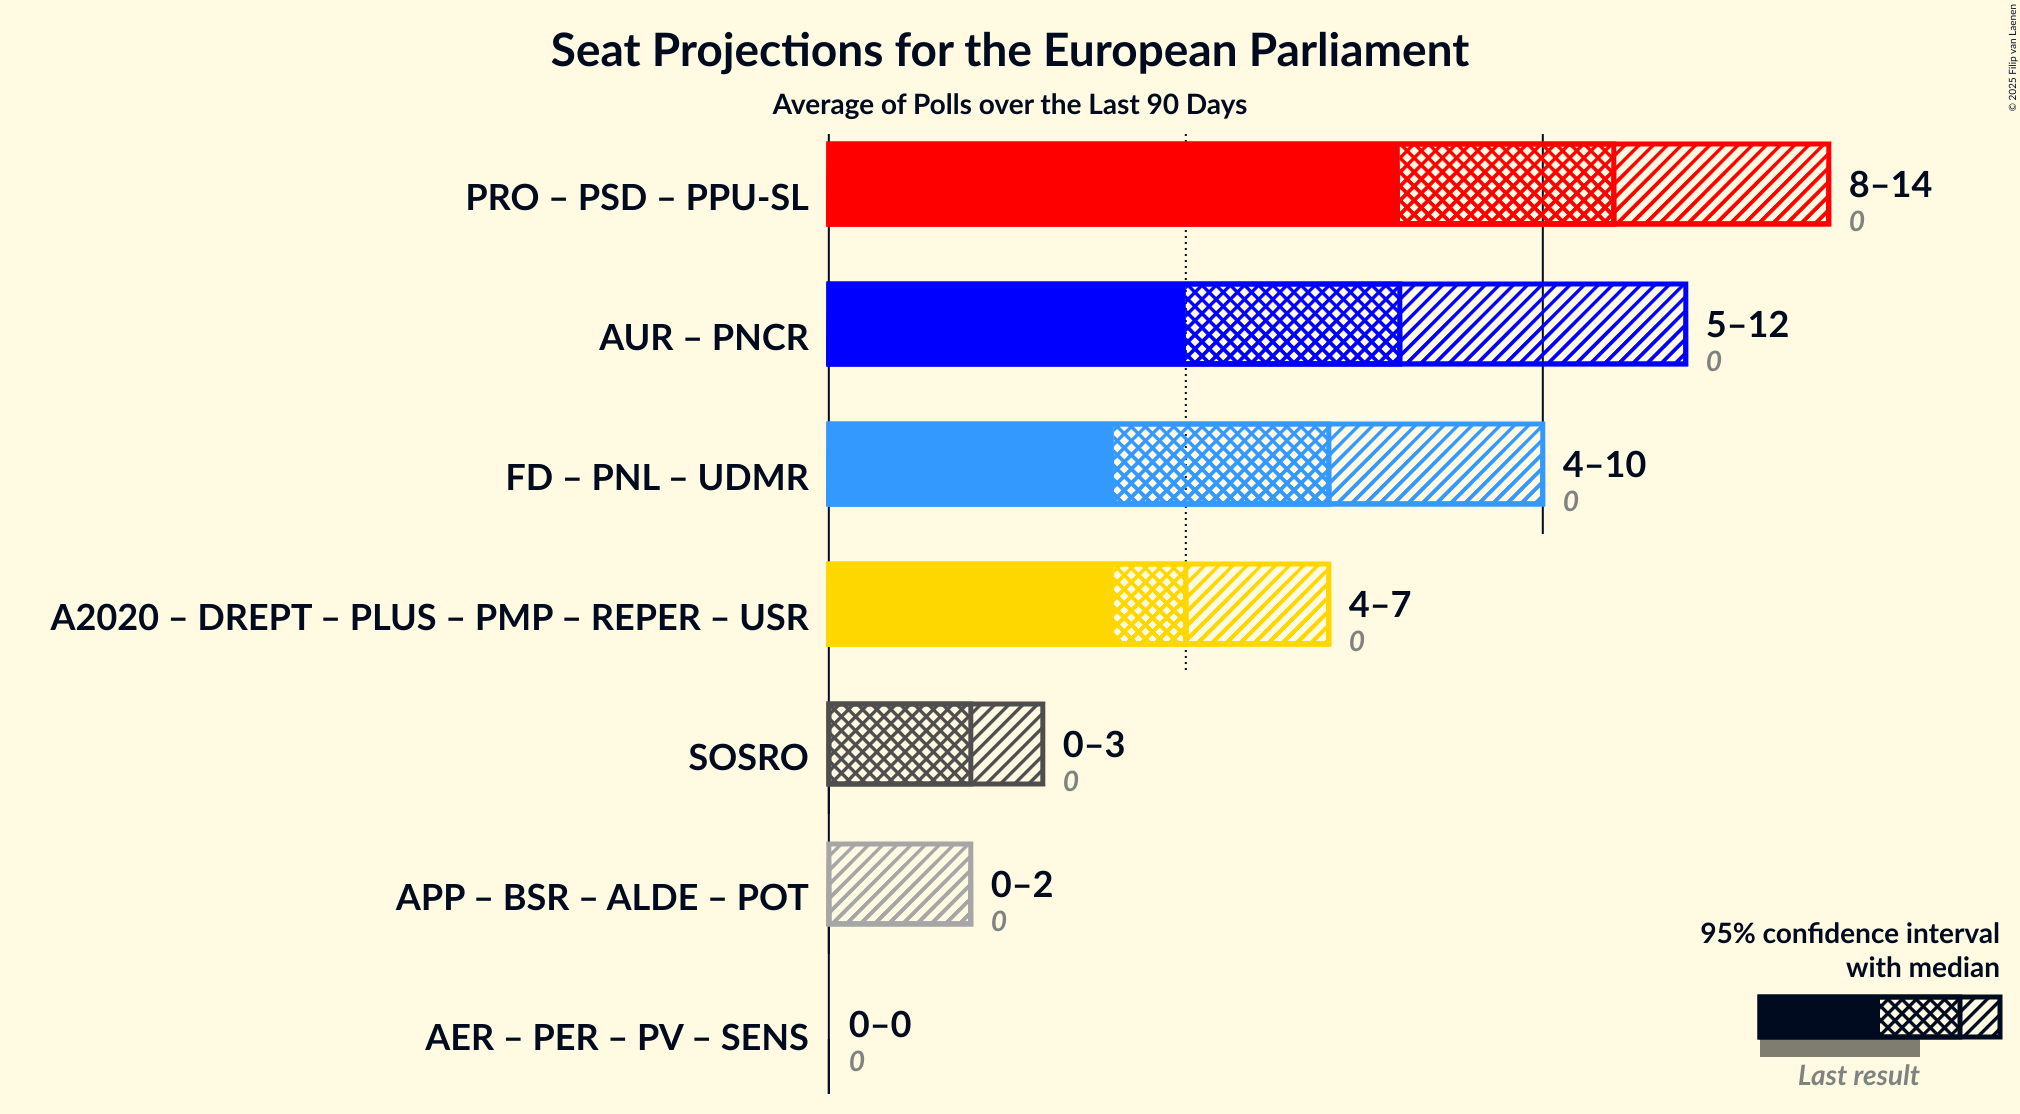 Seat Projections for the European Parliament
Average of Polls over the Last 90 Days
© 2025 Filip van Laenen
PRO – PSD – PPU-SL
8–14
0
AUR – PNCR
5–12
0
FD – PNL – UDMR
4–10
0
A2020 – DREPT – PLUS – PMP – REPER – USR
4–7
0
SOSRO
0–3
0
APP – BSR – ALDE – POT
0–2
0
AER – PER – PV – SENS
0–0
0
95% confidence interval
with median
Last result